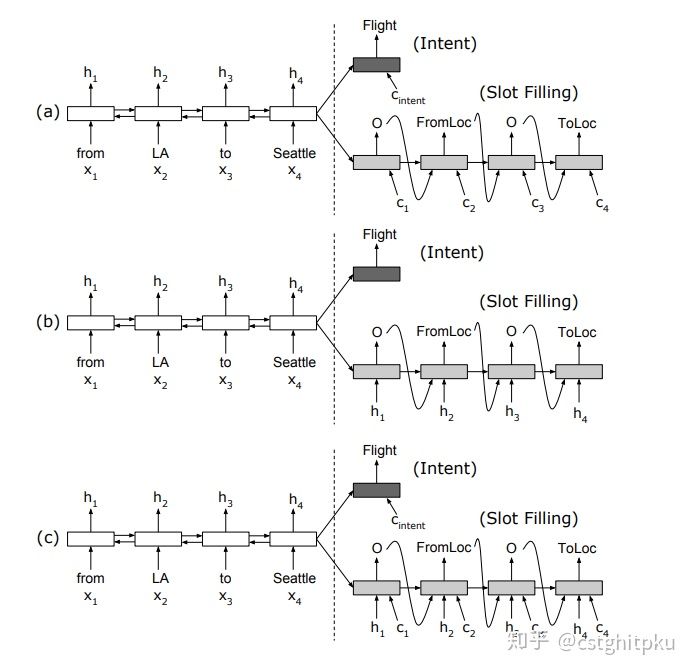 Flight
(Intent)
h1 h2 h3 h4
cintent
(Slot Filling)
(a)
O FromLoc O ToLoc
from LA to Seattle
x1 x2 x3 x4
c1 c2 c3 c4
Flight
(Intent)
h1 h2 h3 h4
(Slot Filling)
(b)
O FromLoc O ToLoc
from LA to Seattle
x1 x2 x3 x4
h1 h2 h3 h4
Flight
(Intent)
h1 h2 h3 h4
cintent
(Slot Filling)
(c)
O FromLoc O ToLoc
from LA to Seattle
x1 x2 x3 x4
h1 c1 h2 c2 h4 c4
知乎 @cstghitpku